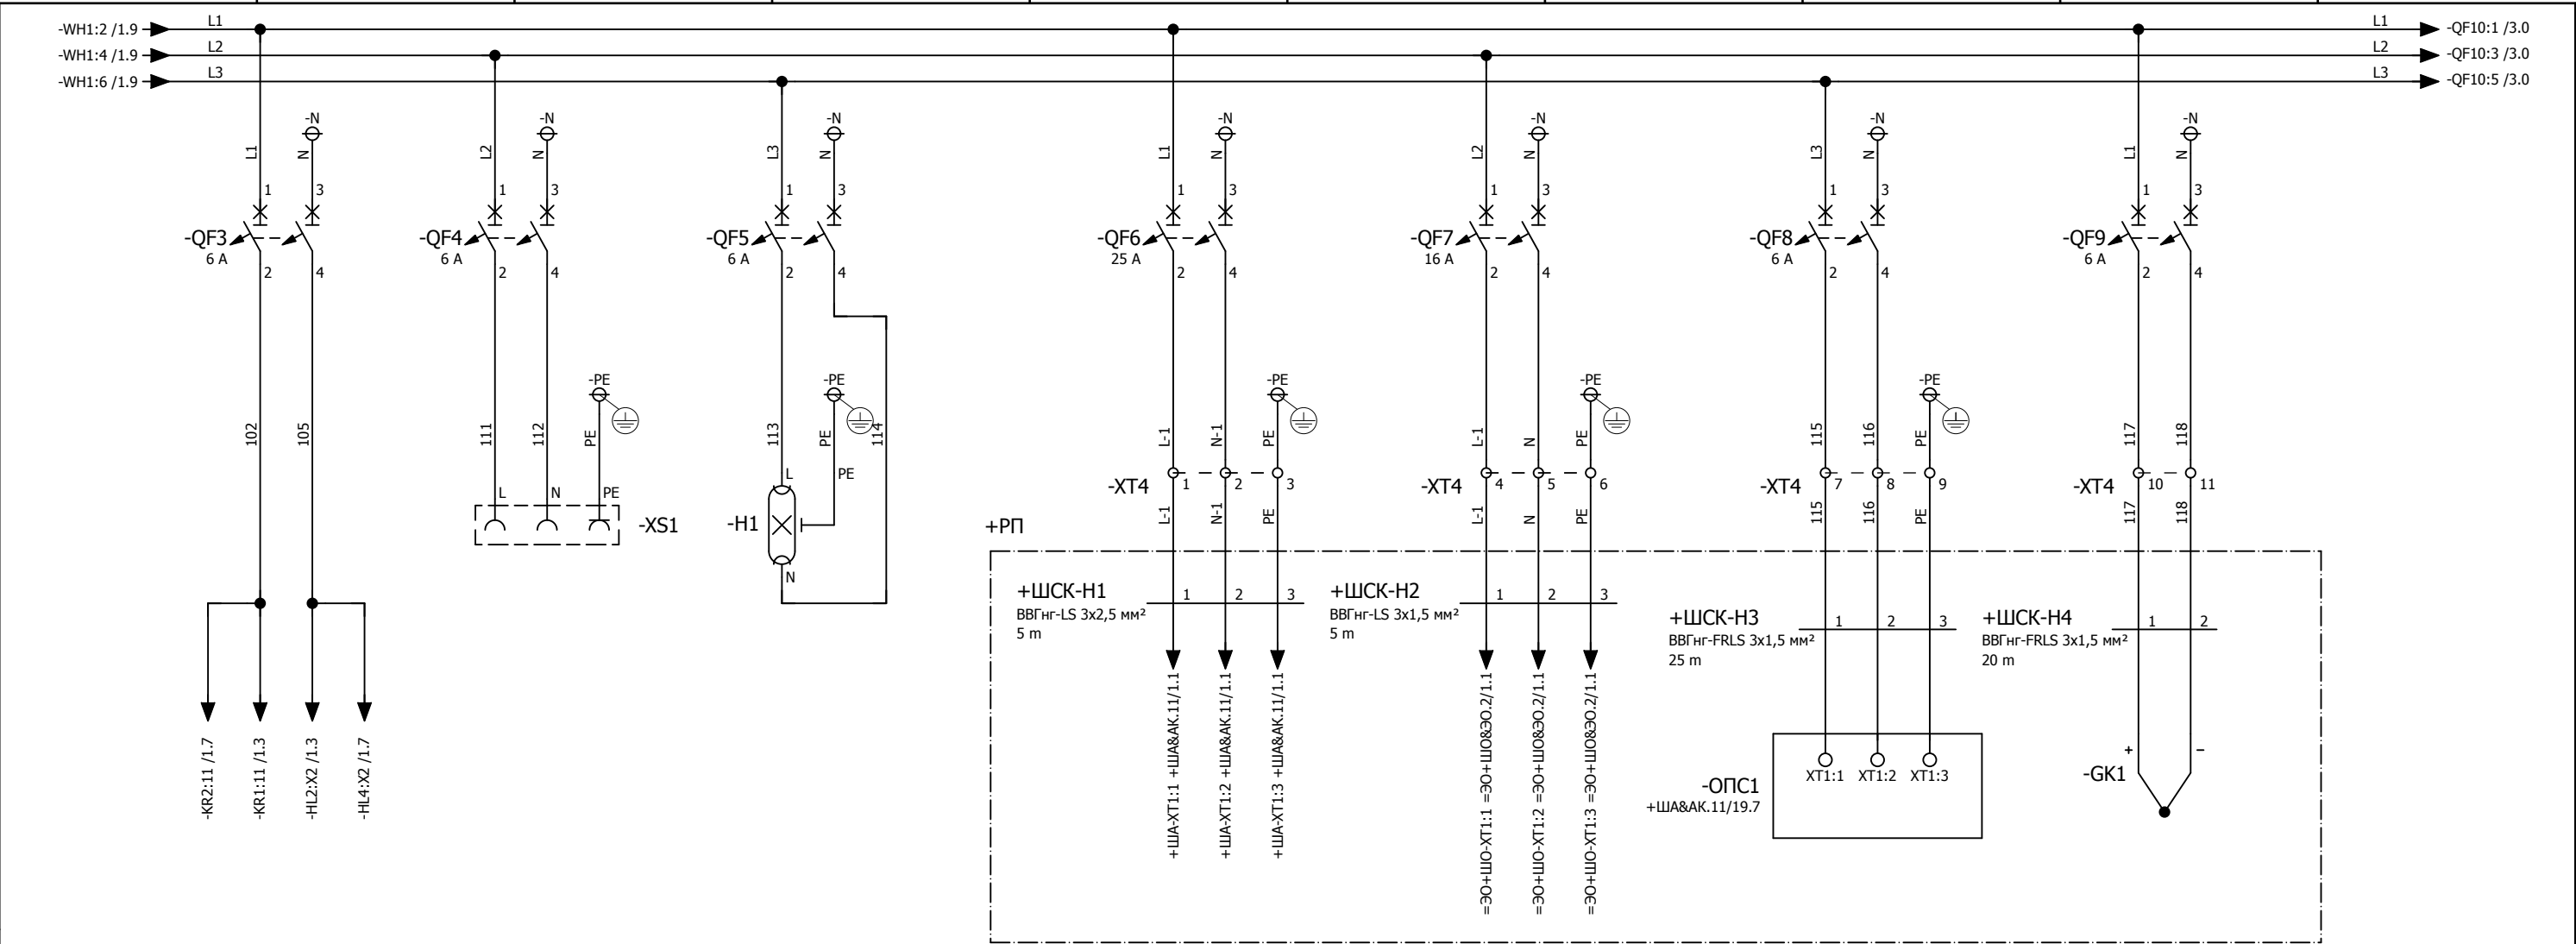 -WH1:2 /1.9 L1 L1 -QF10:1 /3.0
-WH1:4 /1.9 L2 L2 -QF10:3 /3.0
-WH1:6 /1.9 L3 L3 -QF10:5 /3.0
-N -N -N -N -N -N -N
L1 N L2 N L3 N L1 N L2 N L3 N L1 N
1 3 1 3 1 3 1 3 1 3 1 3 1 3
-QF3 -QF4 -QF5 -QF6 -QF7 -QF8 -QF9
6 A 6 A 6 A 25 A 16 A 6 A 6 A
2 4 2 4 2 4 2 4 2 4 2 4 2 4
-PE -PE -PE -PE -PE
102 105 111 112 PE 113 PE 114 L-1 N-1 PE L-1 N PE 115 116 PE 117 118
L PE
-XT4 1 2 3 -XT4 4 5 6 -XT4 7 8 9 -XT4 10 11
L N PE
-XS1 -H1
L-1 N-1 PE L-1 N PE 115 116 PE 117 118
+РП
N
+ШСК-Н1 1 2 3 +ШСК-Н2 1 2 3
ВВГнг-LS 3x2,5 мм² ВВГнг-LS 3x1,5 мм²
5 m 5 m
+ШСК-Н3 1 2 3 +ШСК-Н4 1 2
ВВГнг-FRLS 3x1,5 мм² ВВГнг-FRLS 3x1,5 мм²
25 m 20 m
-KR2:11 /1.7
-KR1:11 /1.3
-HL2:X2 /1.3
-HL4:X2 /1.7
+ША-XT1:1 +ША&АК.11/1.1
+ША-XT1:2 +ША&АК.11/1.1
+ША-XT1:3 +ША&АК.11/1.1
=ЭО+ШО-XT1:1 =ЭО+ШО&ЭО.2/1.1
=ЭО+ШО-XT1:2 =ЭО+ШО&ЭО.2/1.1
=ЭО+ШО-XT1:3 =ЭО+ШО&ЭО.2/1.1
XT1:1 XT1:2 XT1:3
-ОПС1
+ША&АК.11/19.7
+ –
-GK1